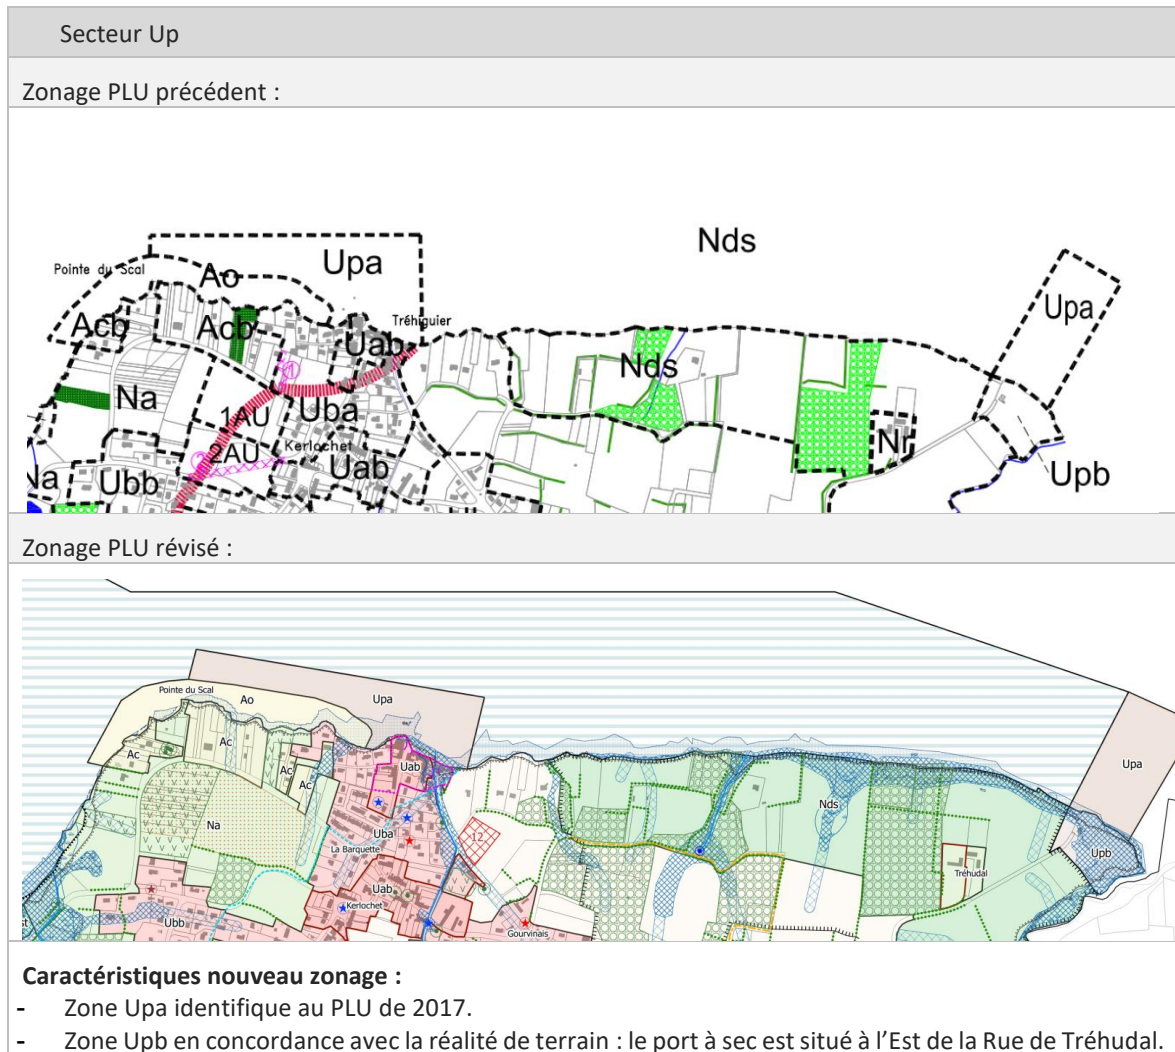 Secteur Up
Zonage PLU précédent :
Nds
Upa
Pointe du Scal
Ao
Upa
Tréhiguier
Acb
Acb
Uab
Nds
Na
1AU
Uba
Nr
2AU
Kerlochet
Na
Ubb
Uab
Upb
Zonage PLU révisé :
Pointe du Scal
Ao
Upa
Ac
Ac
Ac
Ac
Uab
Upa
Na
Uba
Nds
12
La Barquette
Upb
Tréhudal
Uab
Kerlochet
Ubb
Gourvinais
Caractéristiques nouveau zonage :
- Zone Upa identifique au PLU de 2017.
- Zone Upb en concordance avec la réalité de terrain : le port à sec est situé à l’Est de la Rue de Tréhudal.